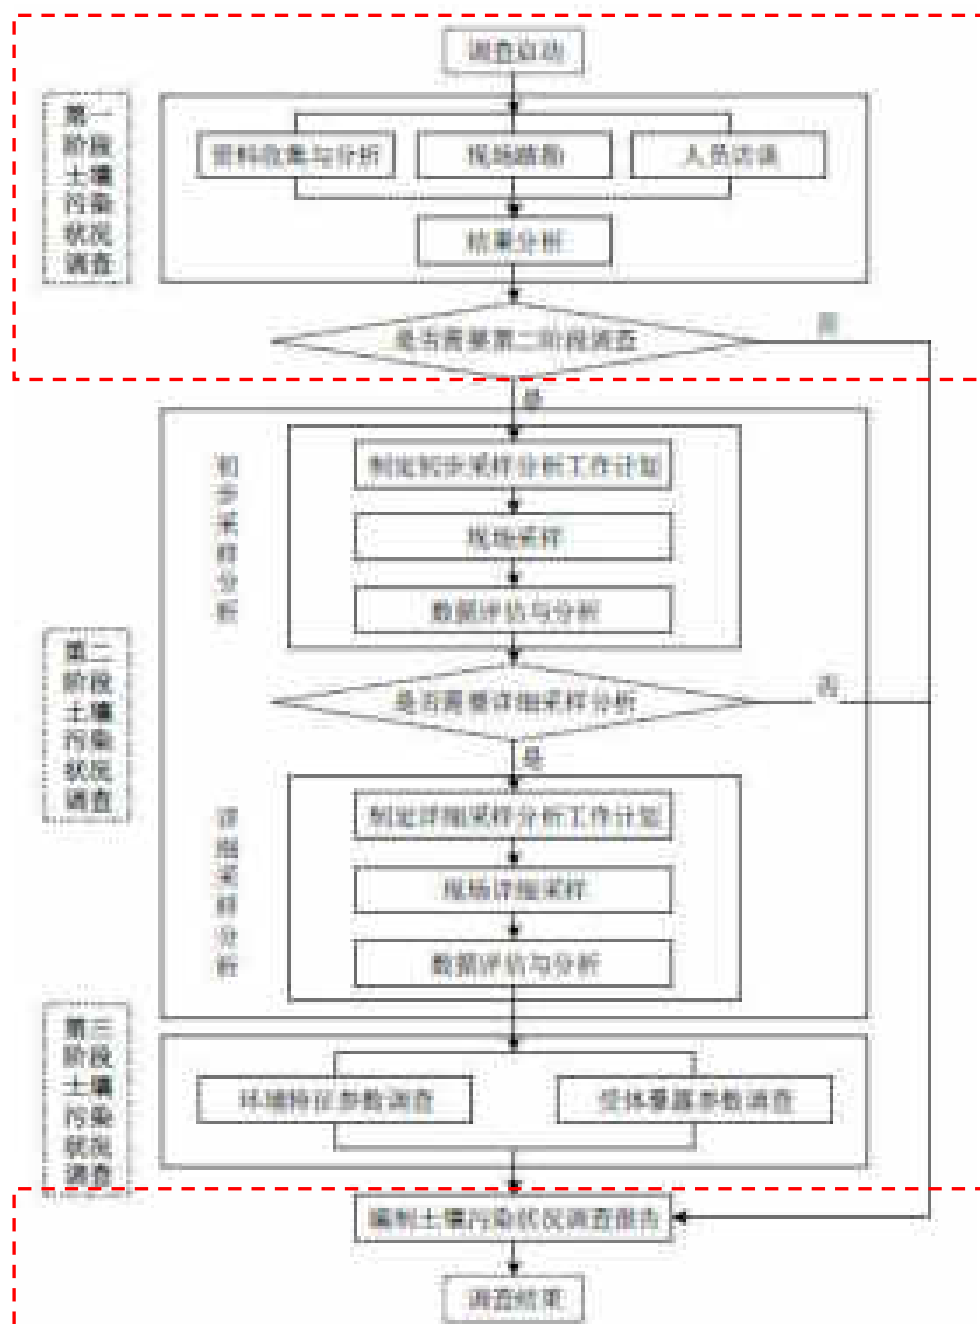 调查启动
第一
阶段
土壤
污染
状况
调查
资料收集与分析
现场踏勘
人员访谈
结果分析
是否需要第二阶段调查
否
是
第二
阶段
土壤
污染
状况
调查
初步采样分析
制定初步采样分析工作计划
现场采样
数据评估与分析
是否需要详细采样分析
否
是
详细采样分析
制定详细采样分析工作计划
现场详细采样
数据评估与分析
第三
阶段
土壤
污染
状况
调查
环境特征参数调查
受体暴露参数调查
编制土壤污染状况调查报告
调查结果